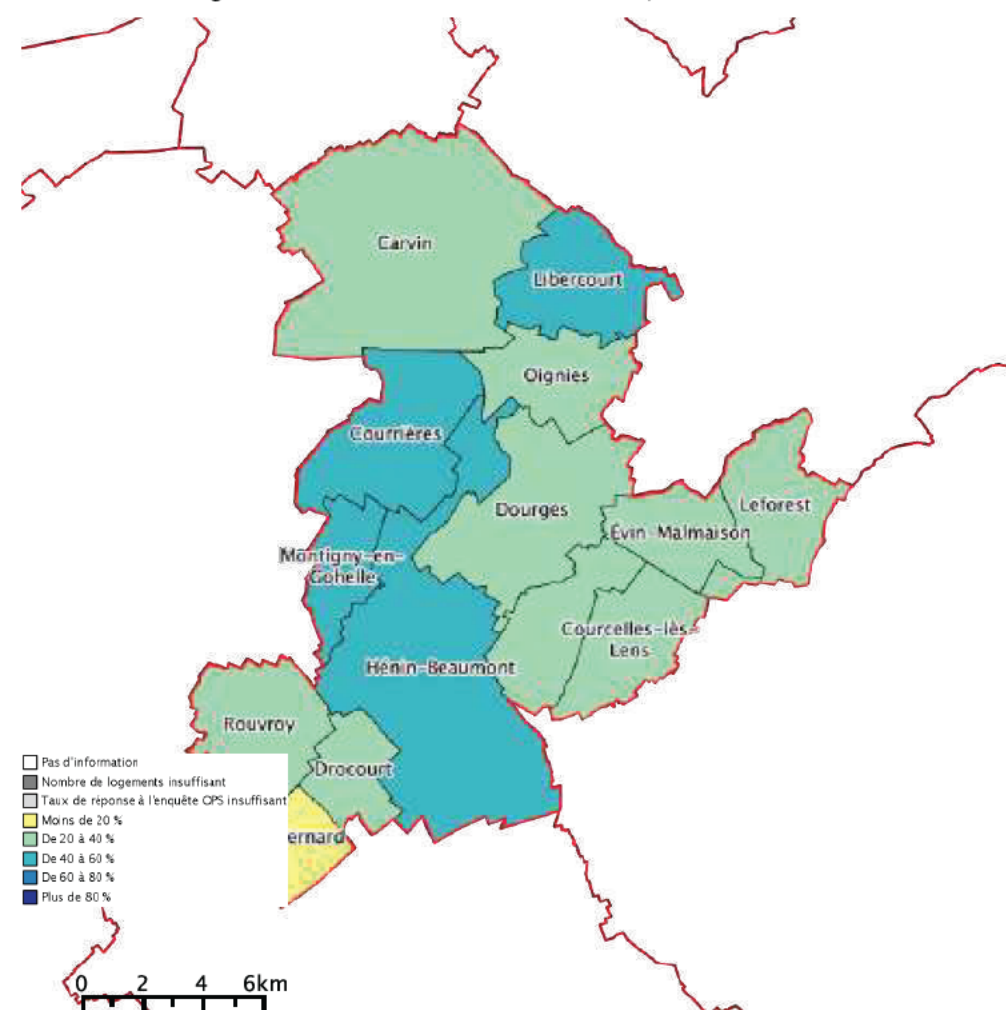 Carvin
Libercourt
Oignies
Courrières
Dourges
Leforest
Évin-Malmaison
Montigny-en-
Gohelle
Courcelles-lès-
Lens
Hénin-Beaumont
Rouvroy
Drocourt
ernard
Pas d'information
Nombre de logements insuffisant
Taux de réponse à l'enquête OPS insuffisant
Moins de 20 %
De 20 à 40 %
De 40 à 60 %
De 60 à 80 %
Plus de 80 %
0 2 4 6km